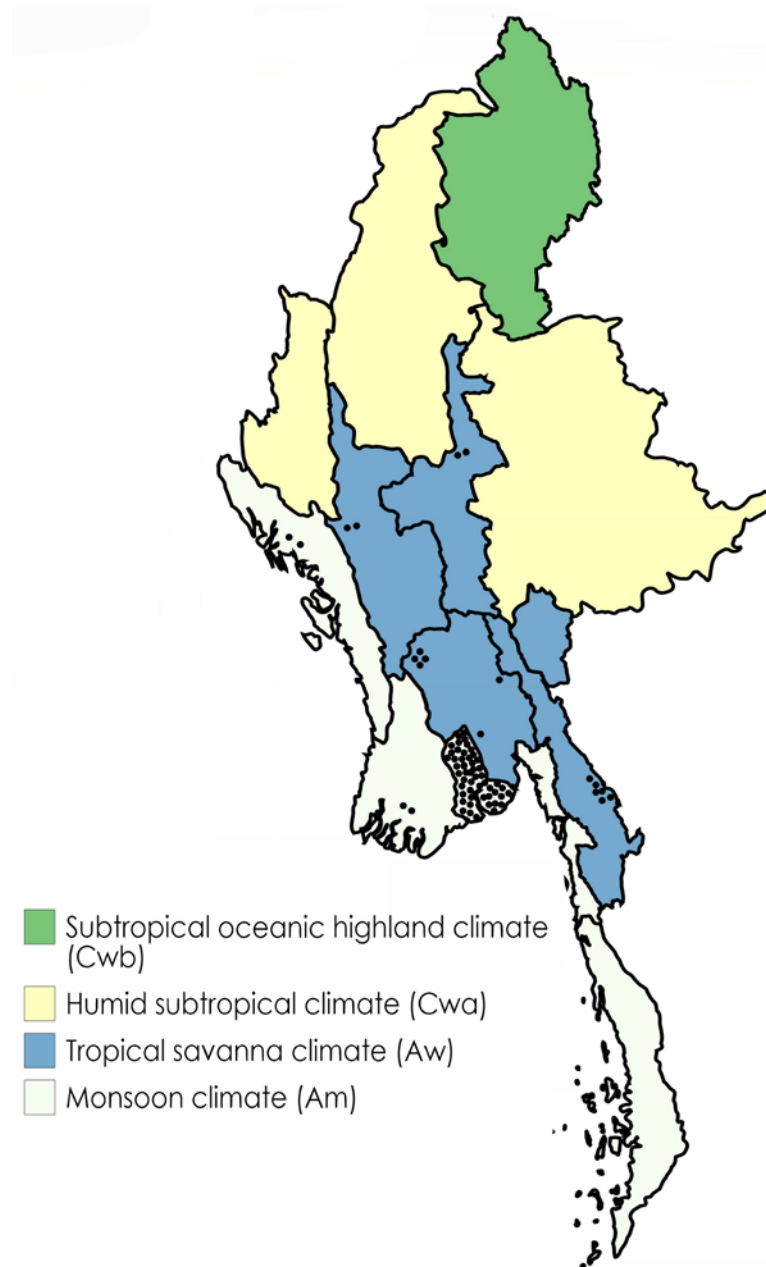 Subtropical oceanic highland climate
(Cwb)
Humid subtropical climate (Cwa)
Tropical savanna climate (Aw)
Monsoon climate (Am)